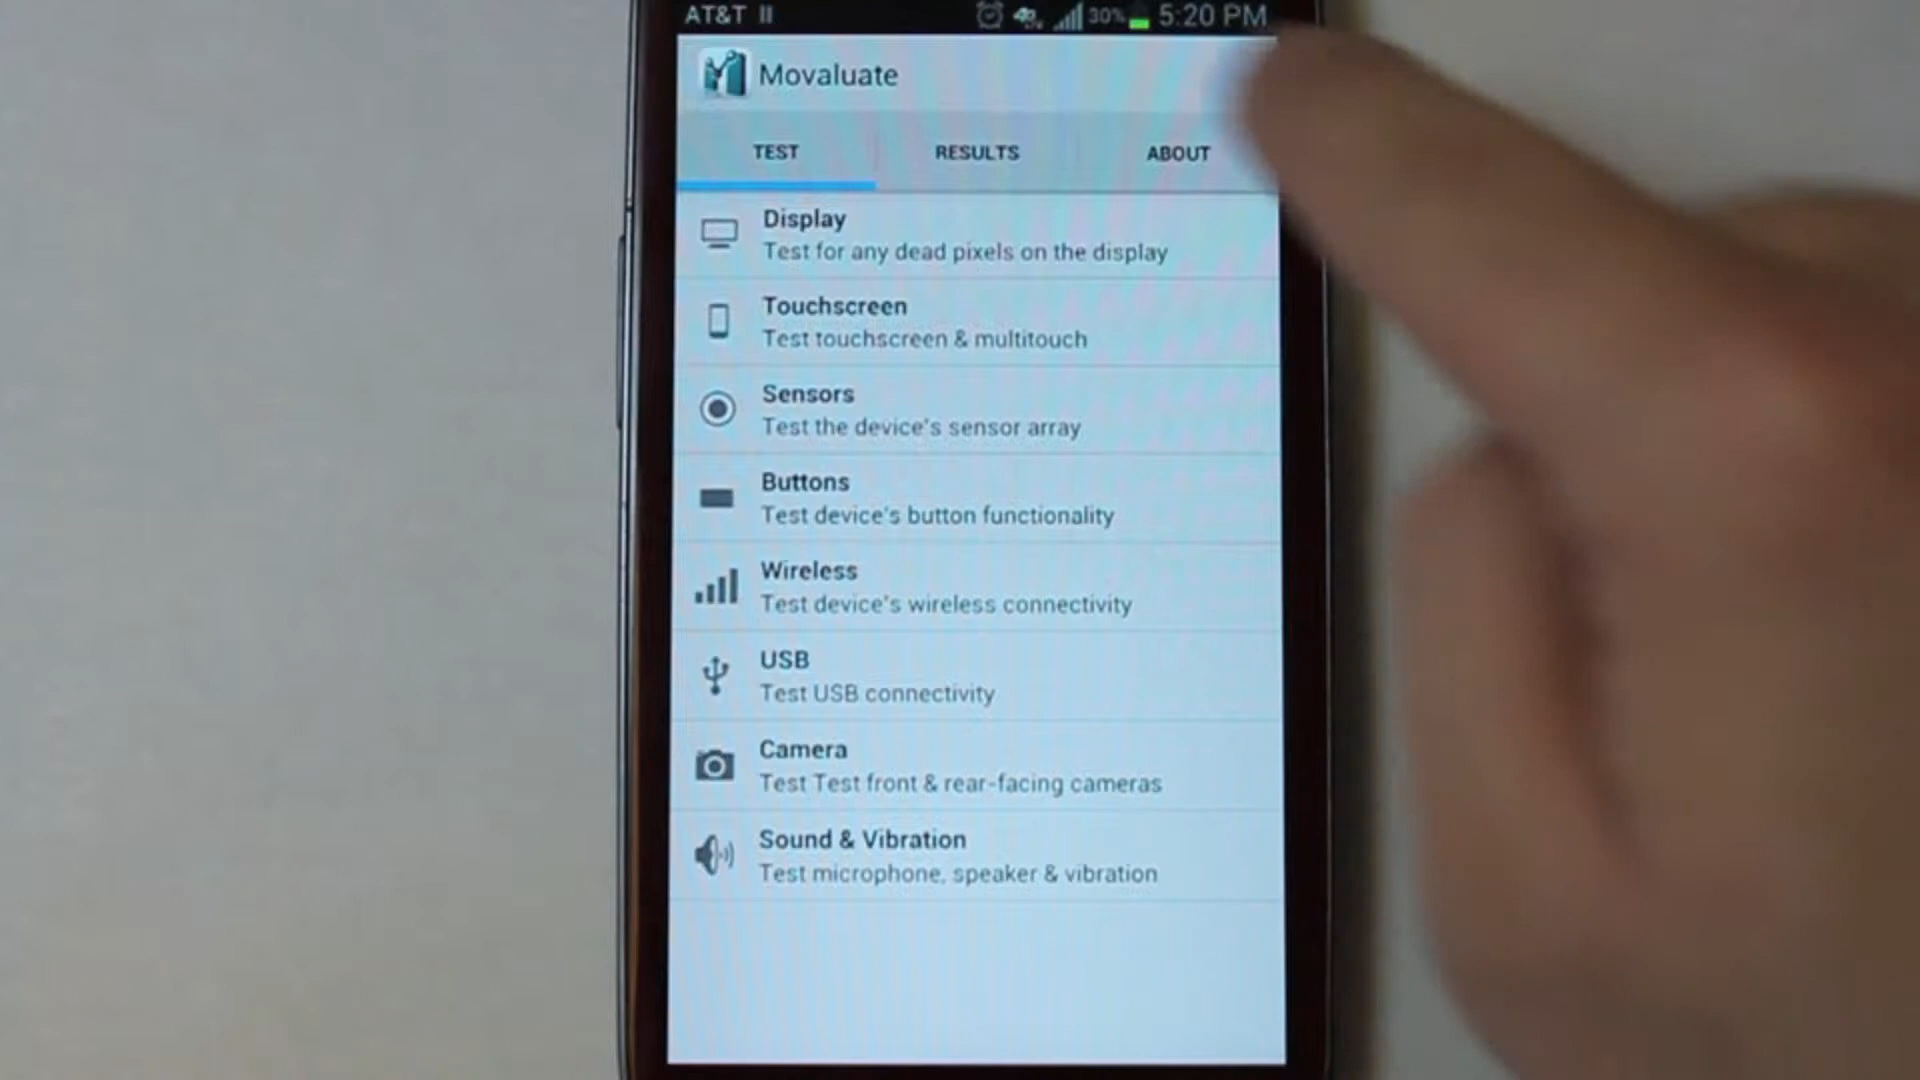 AT&T 30% 5:20 PM
Movaluate
TEST RESULTS ABOUT
Display
Test for any dead pixels on the display
Touchscreen
Test touchscreen & multitouch
Sensors
Test the device's sensor array
Buttons
Test device's button functionality
Wireless
Test device's wireless connectivity
USB
Test USB connectivity
Camera
Test Test front & rear-facing cameras
Sound & Vibration
Test microphone, speaker & vibration